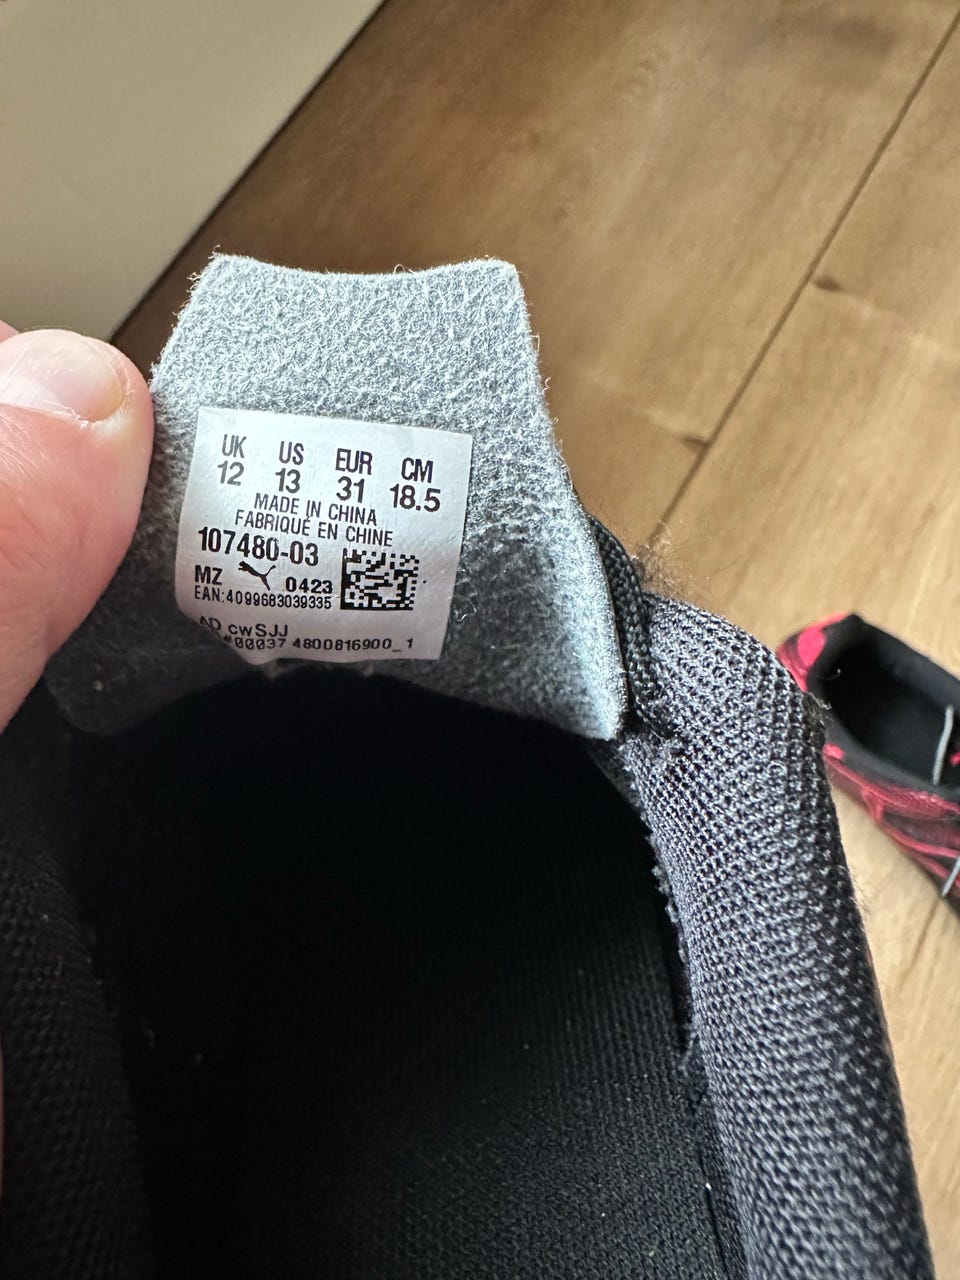 UK US EUR CM
12 13 31 18.5
MADE IN CHINA
FABRIQUÉ EN CHINE
107480-03
MZ 0423
EAN:4099683039335
cwSJJ
00037 4800816900_1